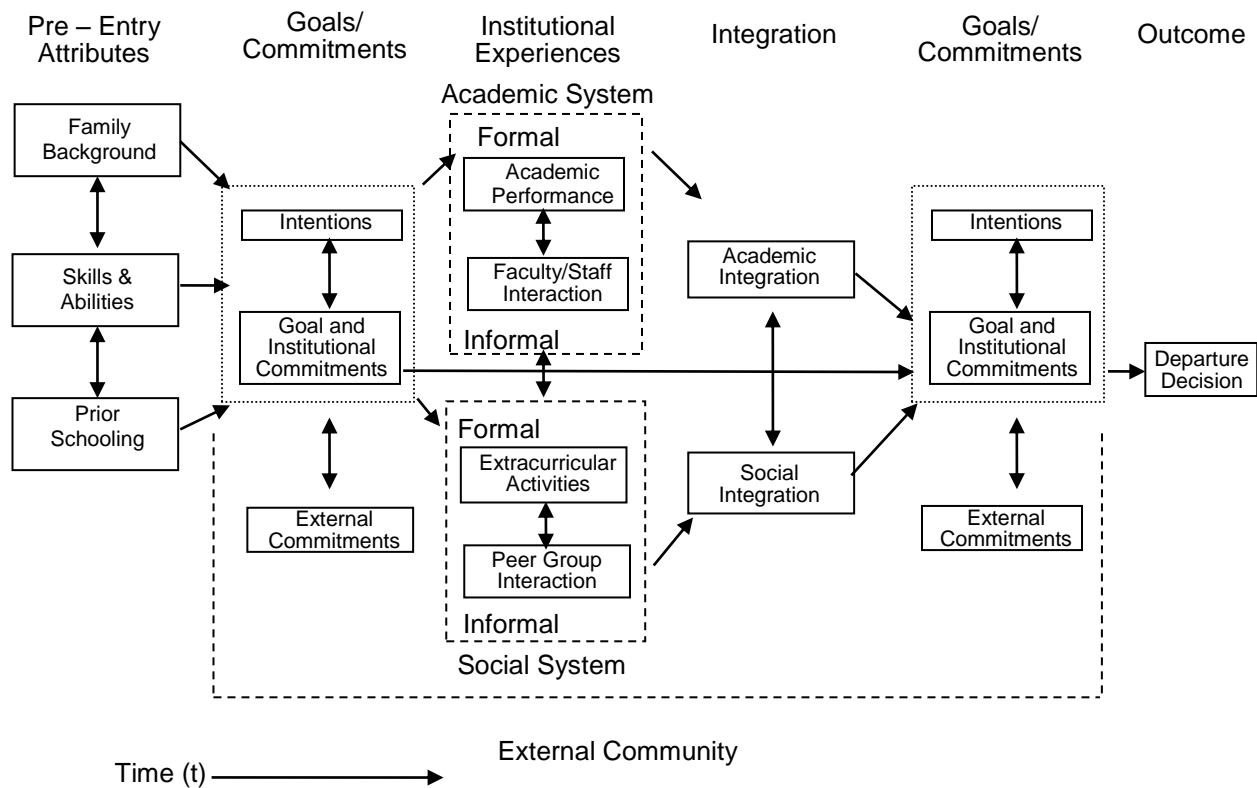 Pre – Entry
Attributes
Goals/
Commitments
Institutional
Experiences
Integration
Goals/
Commitments
Outcome
Family
Background
Skills &
Abilities
Prior
Schooling
Intentions
Goal and
Institutional
Commitments
External
Commitments
Academic System
Formal
Academic
Performance
Faculty/Staff
Interaction
Informal
Formal
Extracurricular
Activities
Peer Group
Interaction
Informal
Social System
Academic
Integration
Social
Integration
Intentions
Goal and
Institutional
Commitments
External
Commitments
Departure
Decision
External Community
Time (t)